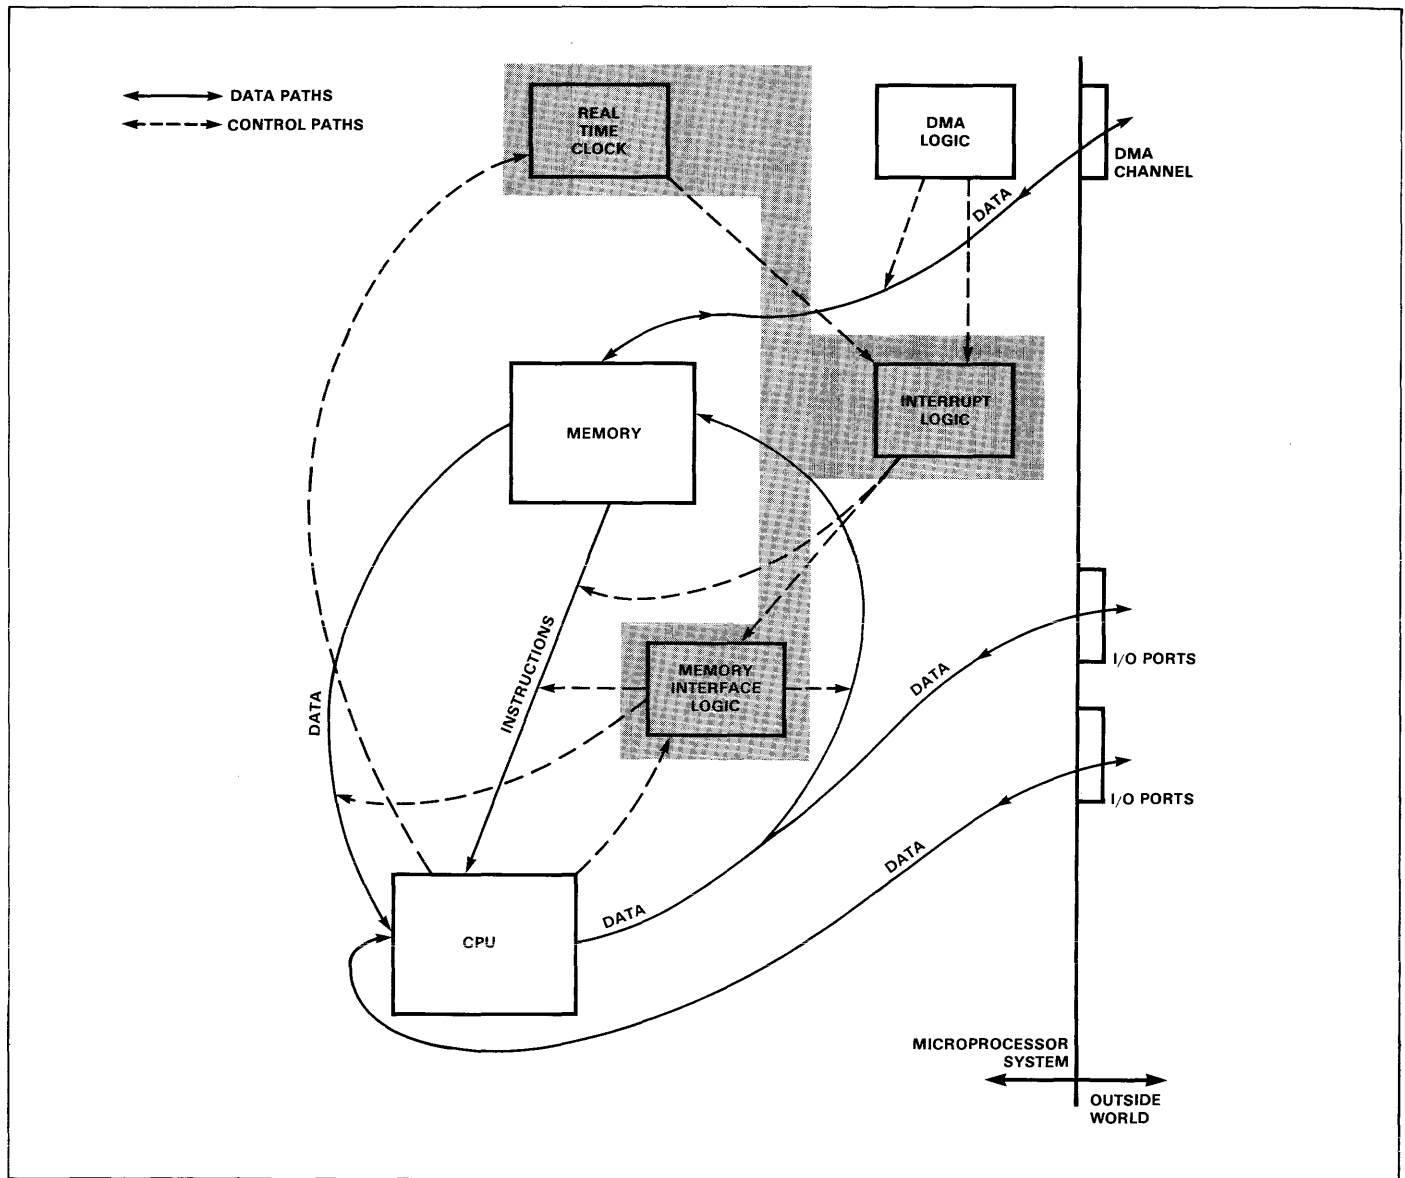 DATA PATHS
CONTROL PATHS
REAL
TIME
CLOCK
DMA
LOGIC
DMA
CHANNEL
DATA
INTERRUPT
LOGIC
MEMORY
INSTRUCTIONS
MEMORY
INTERFACE
LOGIC
DATA
DATA
I/O PORTS
I/O PORTS
DATA
DATA
CPU
MICROPROCESSOR
SYSTEM
OUTSIDE
WORLD